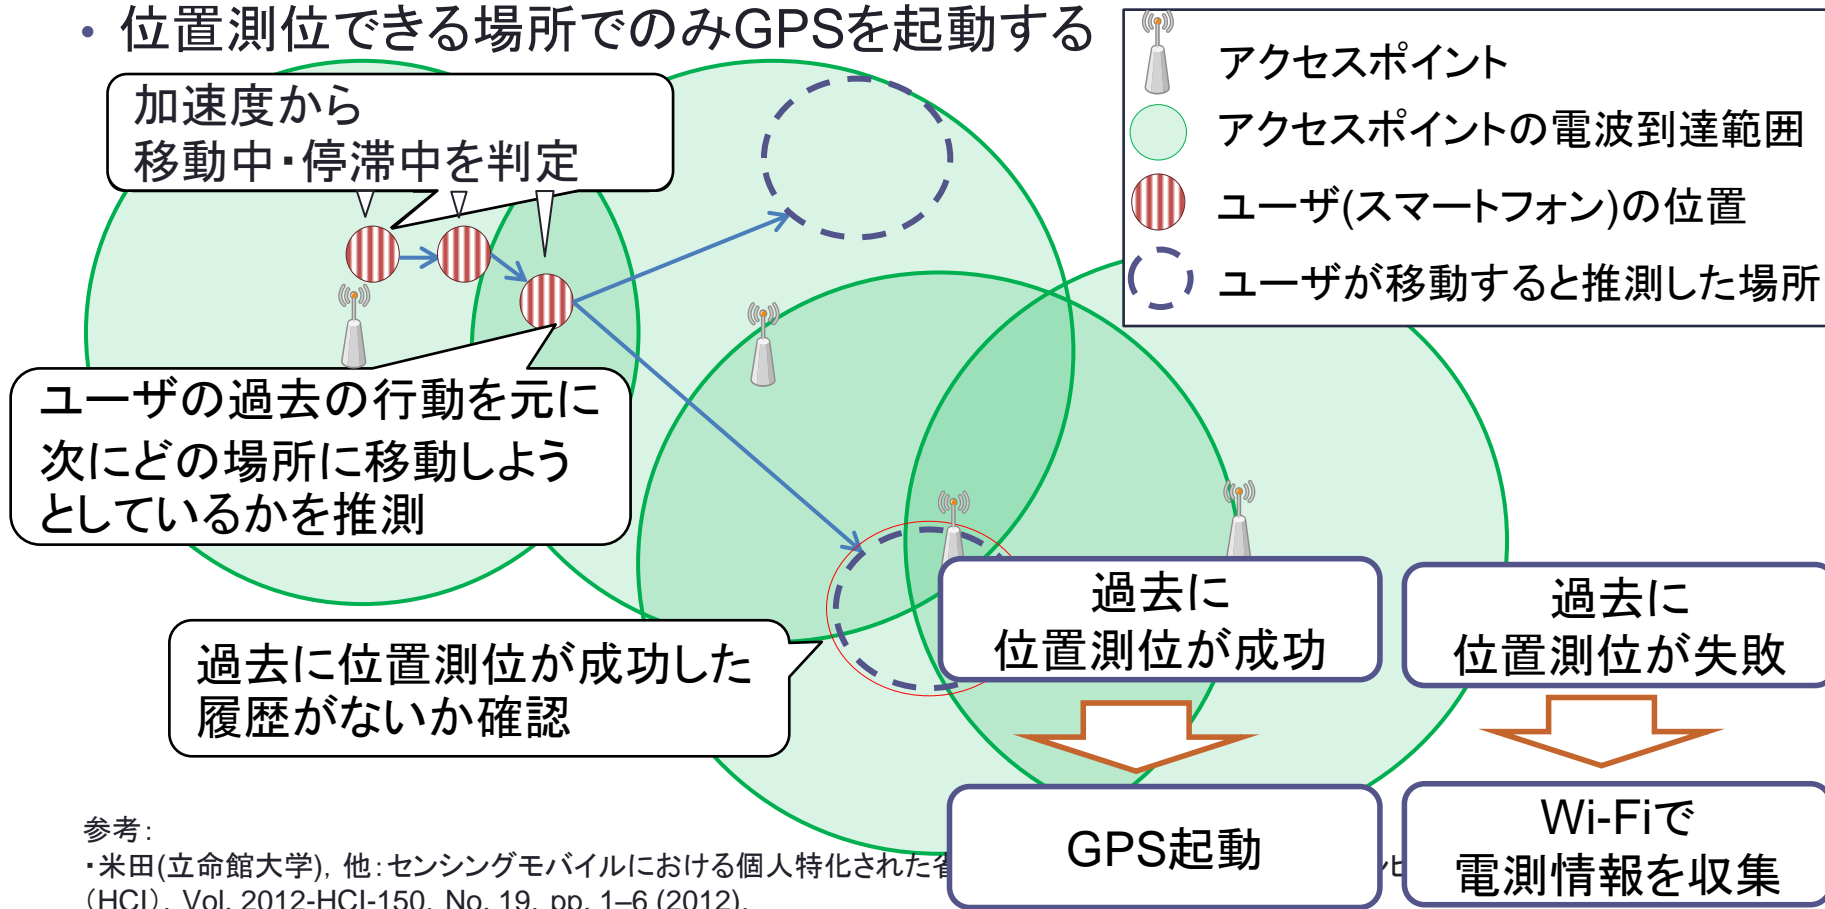 • 位置測位できる場所でのみGPSを起動する
加速度から
移動中・停滞中を判定
アクセスポイント
アクセスポイントの電波到達範囲
ユーザ(スマートフォン)の位置
ユーザが移動すると推測した場所
ユーザの過去の行動を元に
次にどの場所に移動しよう
としているかを推測
過去に位置測位が成功した
履歴がないか確認
過去に
位置測位が成功
GPS起動
過去に
位置測位が失敗
Wi-Fiで
電測情報を収集
参考:
・米田(立命館大学), 他:センシングモバイルにおける個人特化された省
(HCI), Vol. 2012-HCI-150, No. 19, pp. 1–6 (2012).